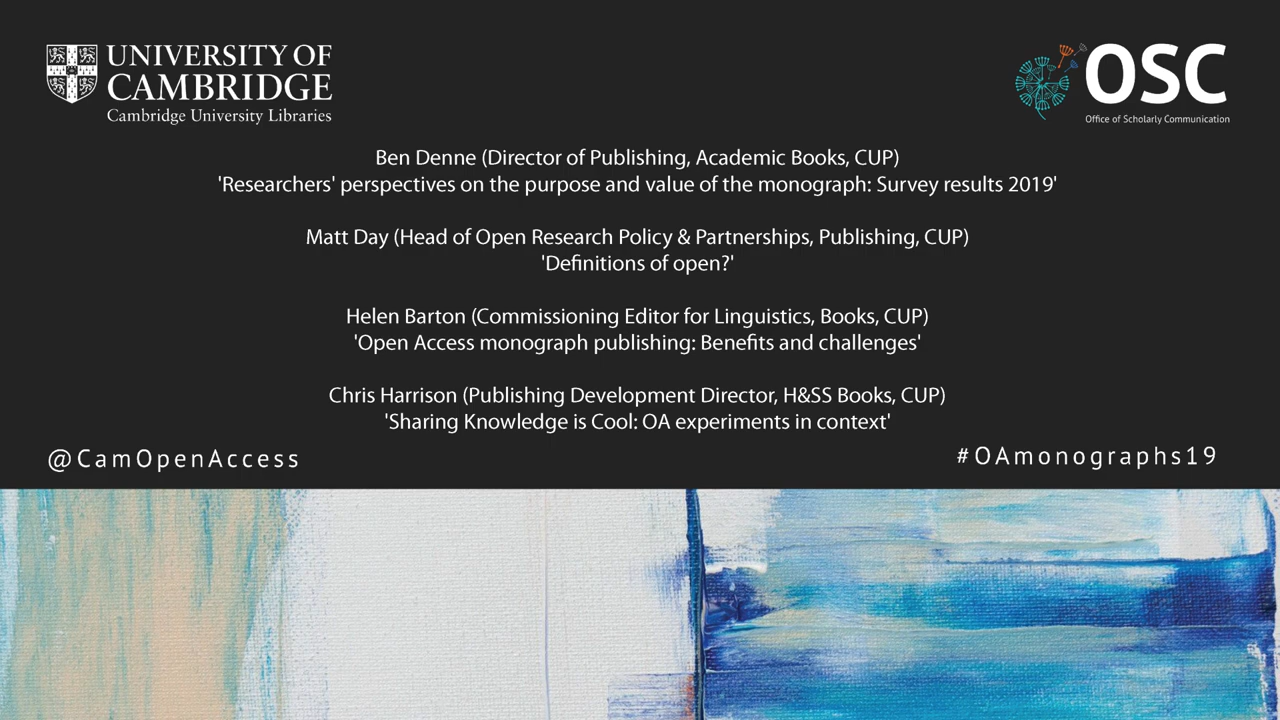 UNIVERSITY OF
CAMBRIDGE
Cambridge University Libraries
OSC
Office of Scholarly Communication
Ben Denne (Director of Publishing, Academic Books, CUP)
'Researchers' perspectives on the purpose and value of the monograph: Survey results 2019'
Matt Day (Head of Open Research Policy & Partnerships, Publishing, CUP)
'Definitions of open?'
Helen Barton (Commissioning Editor for Linguistics, Books, CUP)
'Open Access monograph publishing: Benefits and challenges'
Chris Harrison (Publishing Development Director, H&SS Books, CUP)
'Sharing Knowledge is Cool: OA experiments in context'
@CamOpenAccess
#OAmonographs19